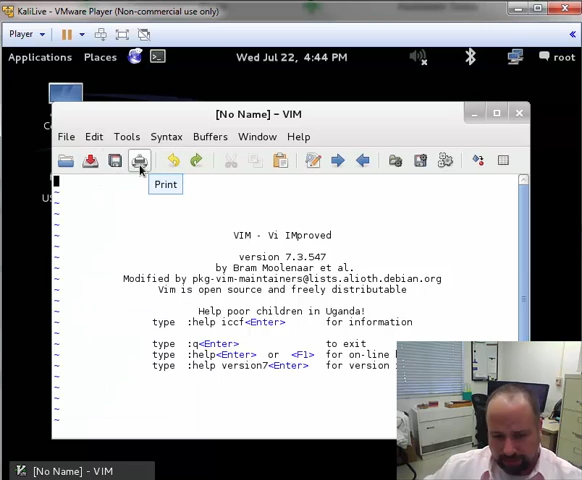 KaliLive - VMware Player (Non-commercial use only)
Player
Applications Places Wed Jul 22, 4:44 PM root
[No Name] - VIM
File Edit Tools Syntax Buffers Window Help
Print
VIM - Vi IMproved
version 7.3.547
by Bram Moolenaar et al.
Modified by pkg-vim-maintainers@lists.alioth.debian.org
Vim is open source and freely distributable
Help poor children in Uganda!
type :help iccf<Enter> for information
type :q<Enter> to exit
type :help<Enter> or <F1> for on-line
type :help version7<Enter> for version
[No Name] - VIM